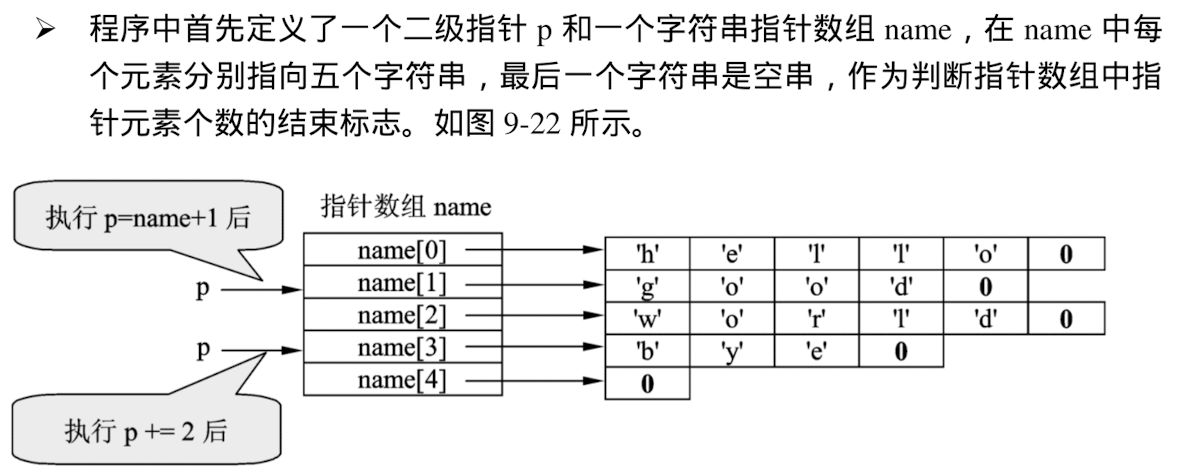 ➢ 程序中首先定义了一个二级指针 p 和一个字符串指针数组 name，在 name 中每
个元素分别指向五个字符串，最后一个字符串是空串，作为判断指针数组中指
针元素个数的结束标志。如图 9-22 所示。
执行 p=name+1 后
指针数组 name
name[0] 'h' 'e' 'l' 'l' 'o' 0
p name[1] 'g' 'o' 'o' 'd' 0
name[2] 'w' 'o' 'r' 'l' 'd' 0
p name[3] 'b' 'y' 'e' 0
name[4] 0
执行 p += 2 后